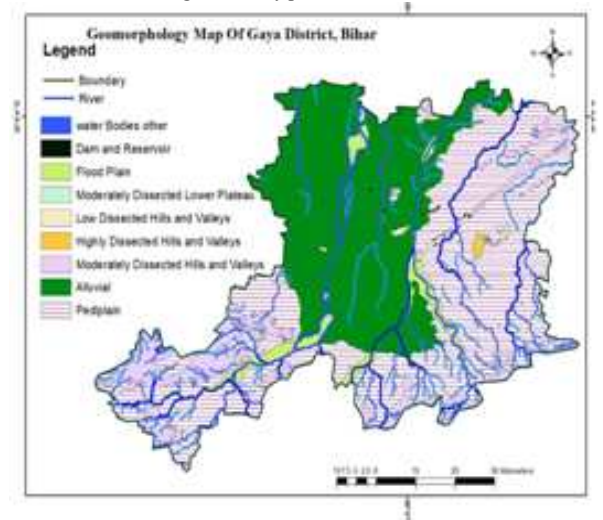 Geomorphology Map Of Gaya District, Bihar
Legend
Boundary
River
water Bodies other
Dam and Reservoir
Flood Plain
Moderately Dissected Lower Plateau
Low Dissected Hills and Valleys
Highly Dissected Hills and Valleys
Moderately Dissected Hills and Valleys
Alluvial
Pediplain